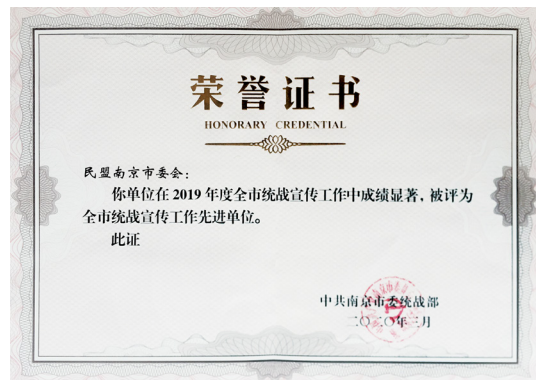 荣誉证书
HONORARY CREDENTIAL
民盟南京市委会：
你单位在2019年度全市统战宣传工作中成绩显著，被评为
全市统战宣传工作先进单位。
此证
中共南京市委统战部
二〇二〇年三月